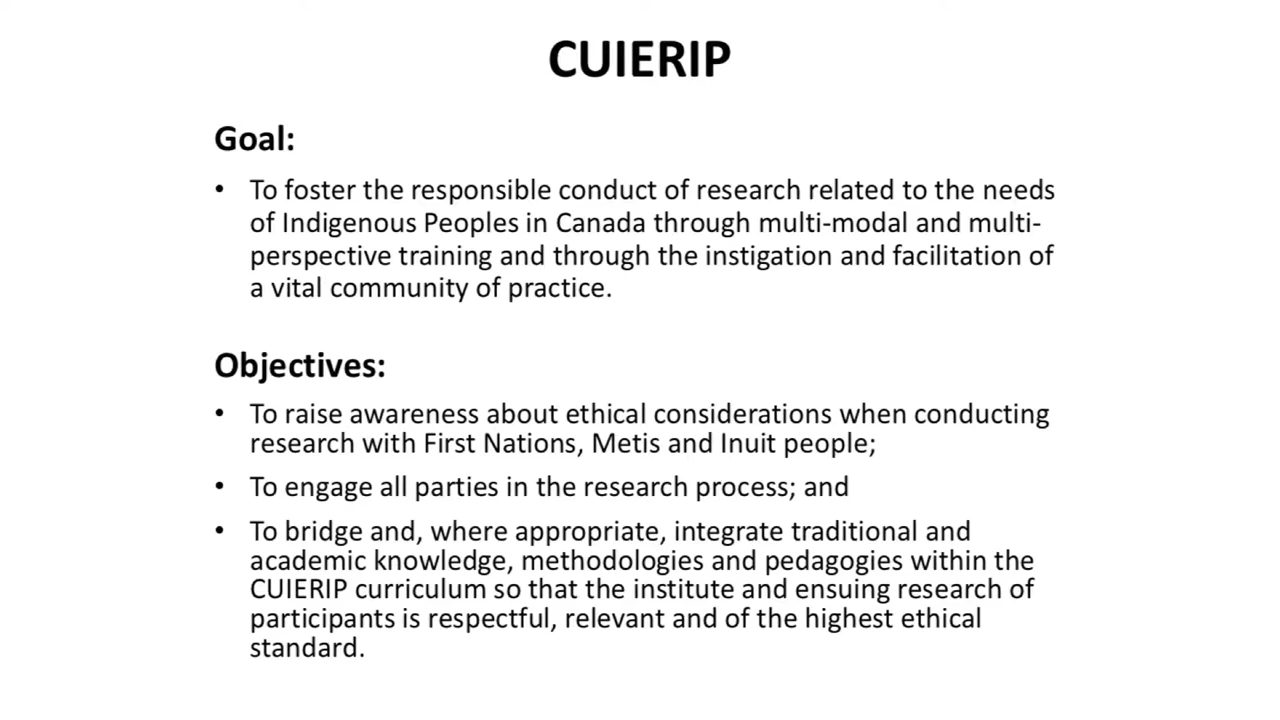 CUIERIP
Goal:
• To foster the responsible conduct of research related to the needs
of Indigenous Peoples in Canada through multi-modal and multi-
perspective training and through the instigation and facilitation of
a vital community of practice.
Objectives:
• To raise awareness about ethical considerations when conducting
research with First Nations, Metis and Inuit people;
• To engage all parties in the research process; and
• To bridge and, where appropriate, integrate traditional and
academic knowledge, methodologies and pedagogies within the
CUIERIP curriculum so that the institute and ensuing research of
participants is respectful, relevant and of the highest ethical
standard.